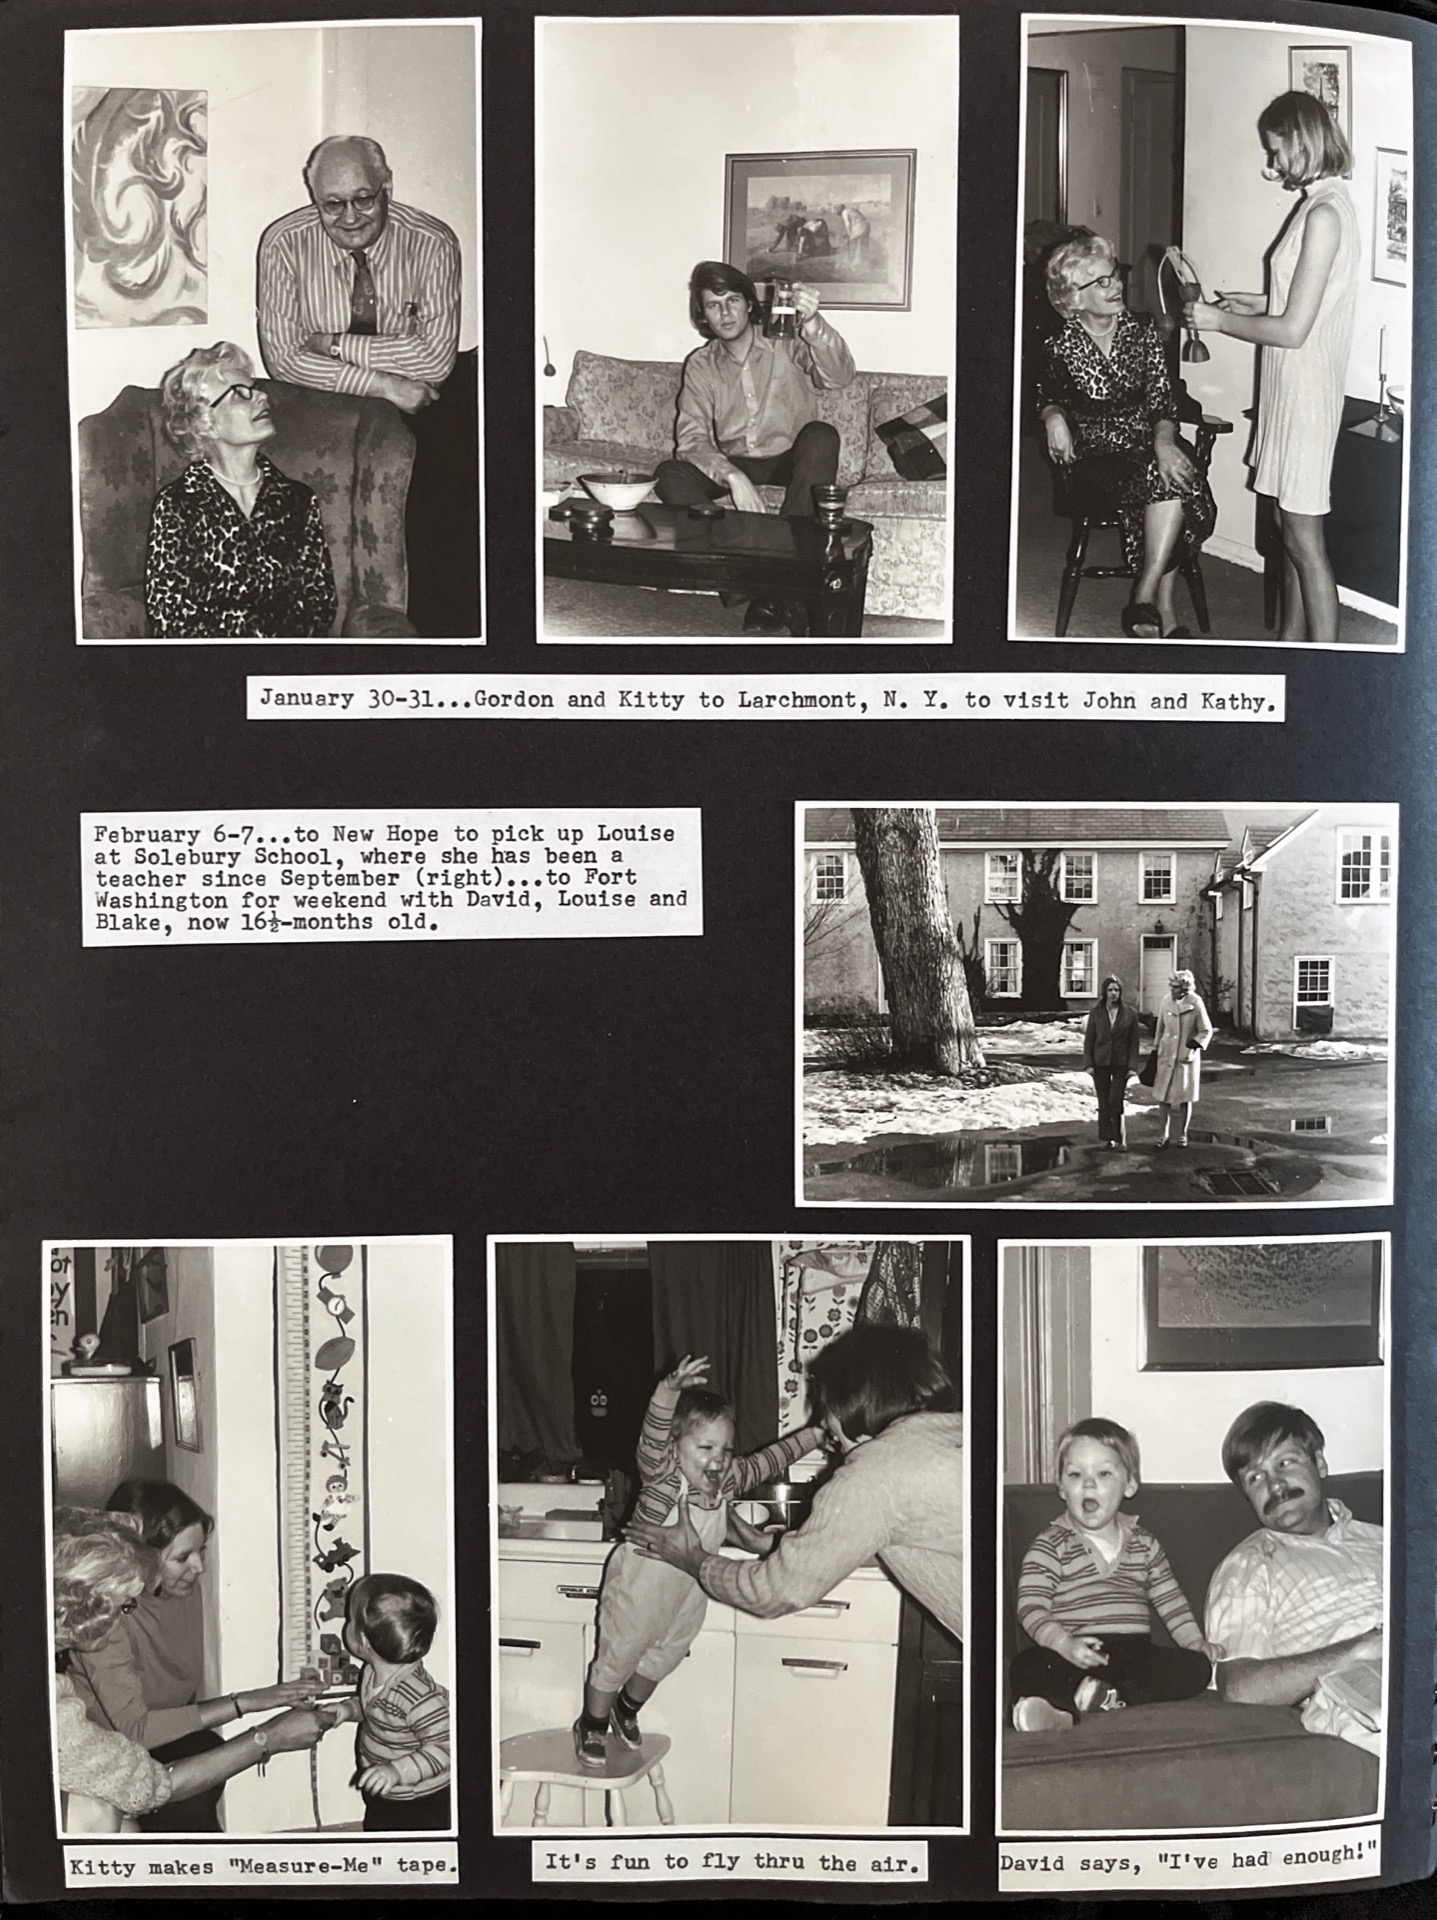 January 30-31...Gordon and Kitty to Larchmont, N. Y. to visit John and Kathy.
February 6-7...to New Hope to pick up Louise
at Solebury School, where she has been a
teacher since September (right)...to Fort
Washington for weekend with David, Louise and
Blake, now 16½-months old.
ot
y
en
Kitty makes "Measure-Me" tape.
It's fun to fly thru the air.
David says, "I've had enough!"